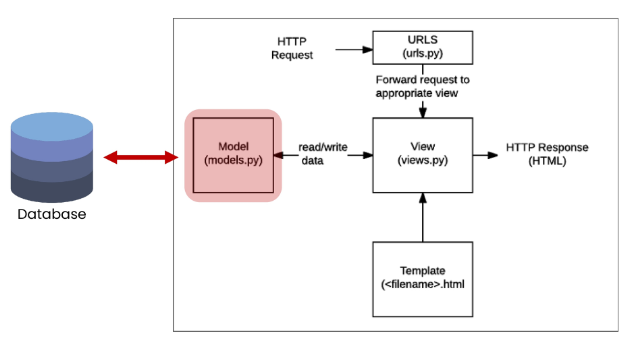 HTTP
Request
URLS
(urls.py)
Forward request to
appropriate view
Model
(models.py)
read/write
data
View
(views.py)
HTTP Response
(HTML)
Database
Template
(<filename>.html